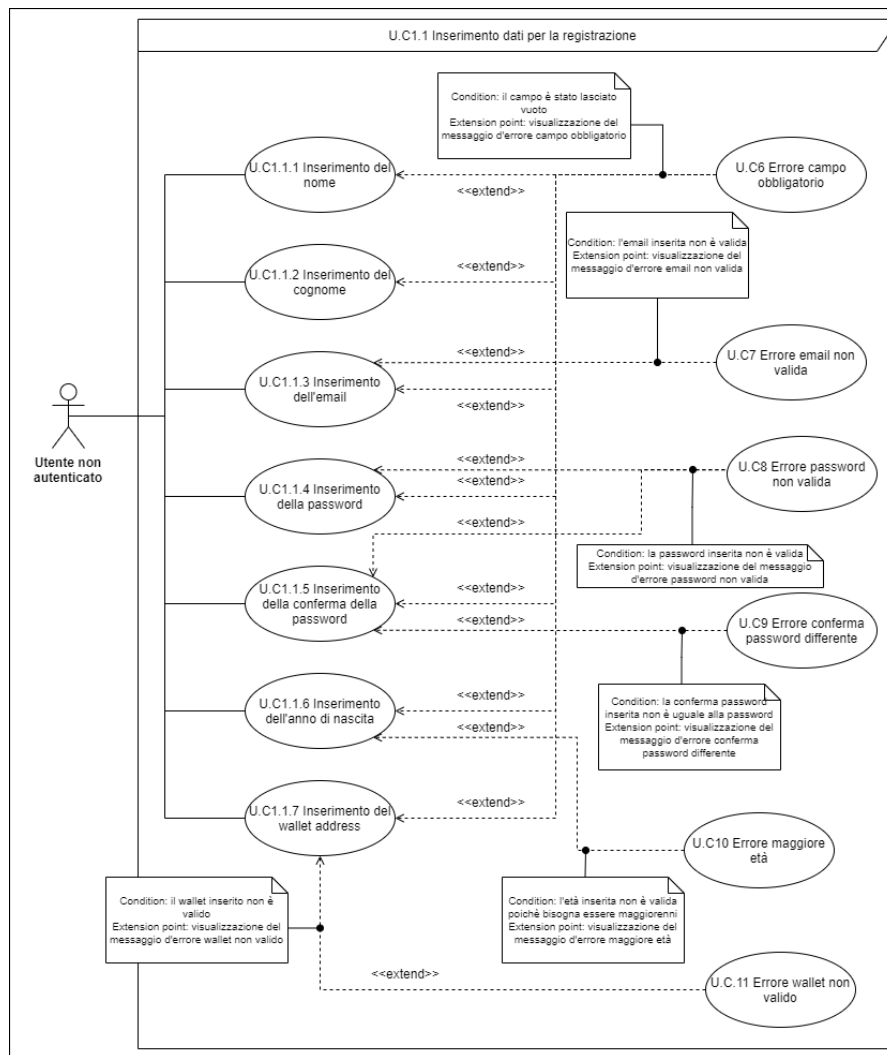 U.C1.1 Inserimento dati per la registrazione
Condition: il campo è stato lasciato
vuoto
Extension point: visualizzazione del
messaggio d'errore campo obbligatorio
U.C1.1.1 Inserimento del
nome
<<extend>>
U.C6 Errore campo
obbligatorio
Condition: l'email inserita non è valida
Extension point: visualizzazione del
messaggio d'errore email non valida
U.C1.1.2 Inserimento del
cognome
<<extend>>
<<extend>>
U.C7 Errore email non
valida
U.C1.1.3 Inserimento
dell'email
<<extend>>
Utente non
autenticato
<<extend>>
U.C8 Errore password
non valida
U.C1.1.4 Inserimento
della password
<<extend>>
<<extend>>
Condition: la password inserita non è valida
Extension point: visualizzazione del messaggio
d'errore password non valida
U.C1.1.5 Inserimento
della conferma della
password
<<extend>>
<<extend>>
U.C9 Errore conferma
password differente
Condition: la conferma password
inserita non è uguale alla password
Extension point: visualizzazione del
messaggio d'errore conferma
password differente
U.C1.1.6 Inserimento
dell'anno di nascita
<<extend>>
<<extend>>
U.C1.1.7 Inserimento del
wallet address
<<extend>>
U.C10 Errore maggiore
età
Condition: il wallet inserito non è
valido
Extension point: visualizzazione del
messaggio d'errore wallet non valido
Condition: l'età inserita non è valida
poichè bisogna essere maggiorenni
Extension point: visualizzazione del
messaggio d'errore maggiore età
<<extend>>
U.C.11 Errore wallet non
valido